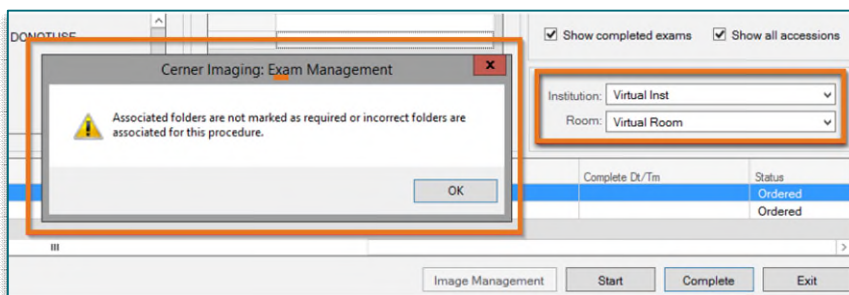 DONOTUSE
Show completed exams Show all accessions
Cerner Imaging: Exam Management x
Associated folders are not marked as required or incorrect folders are
associated for this procedure.
OK
Institution: Virtual Inst
Room: Virtual Room
Complete Dt/Tm Status
Ordered
Ordered
Image Management Start Complete Exit